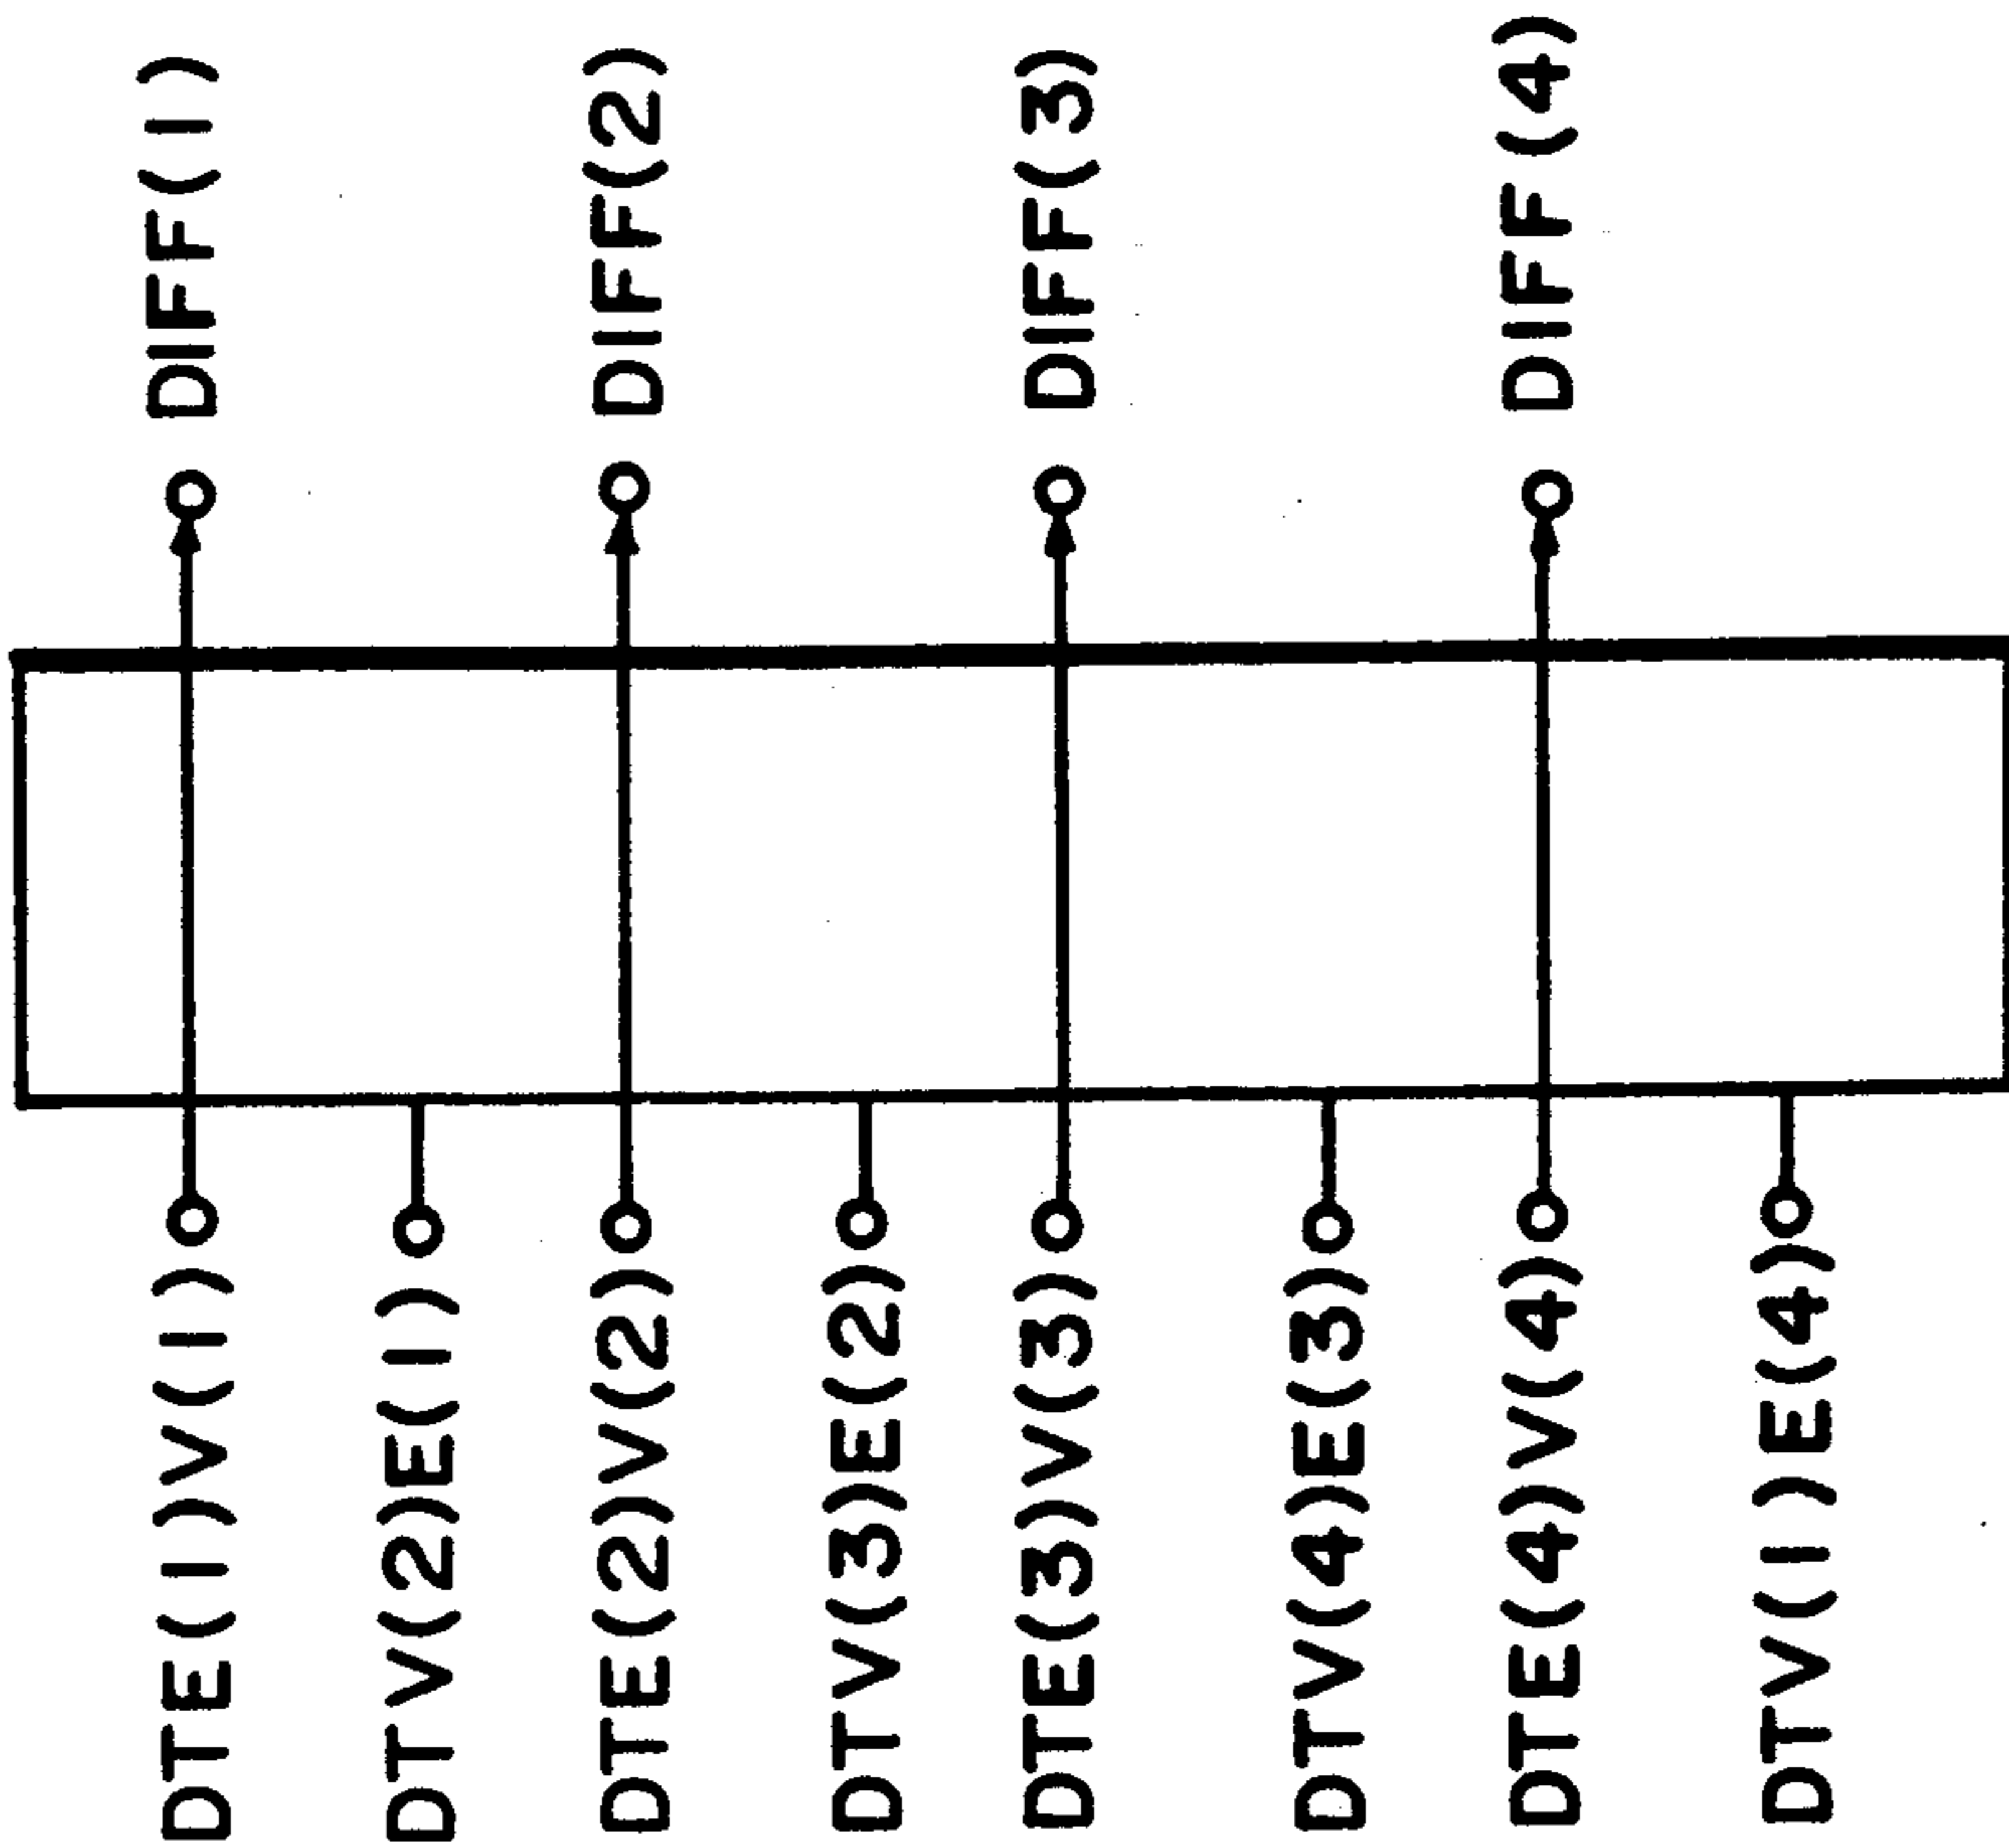 DTE(1)V(1) DIFF(1)
DTV(2)E(1)
DTE(2)V(2) DIFF(2)
DTV(3)E(2)
DTE(3)V(3) DIFF(3)
DTV(4)E(3)
DTE(4)V(4) DIFF(4)
DTV(1)E(4)